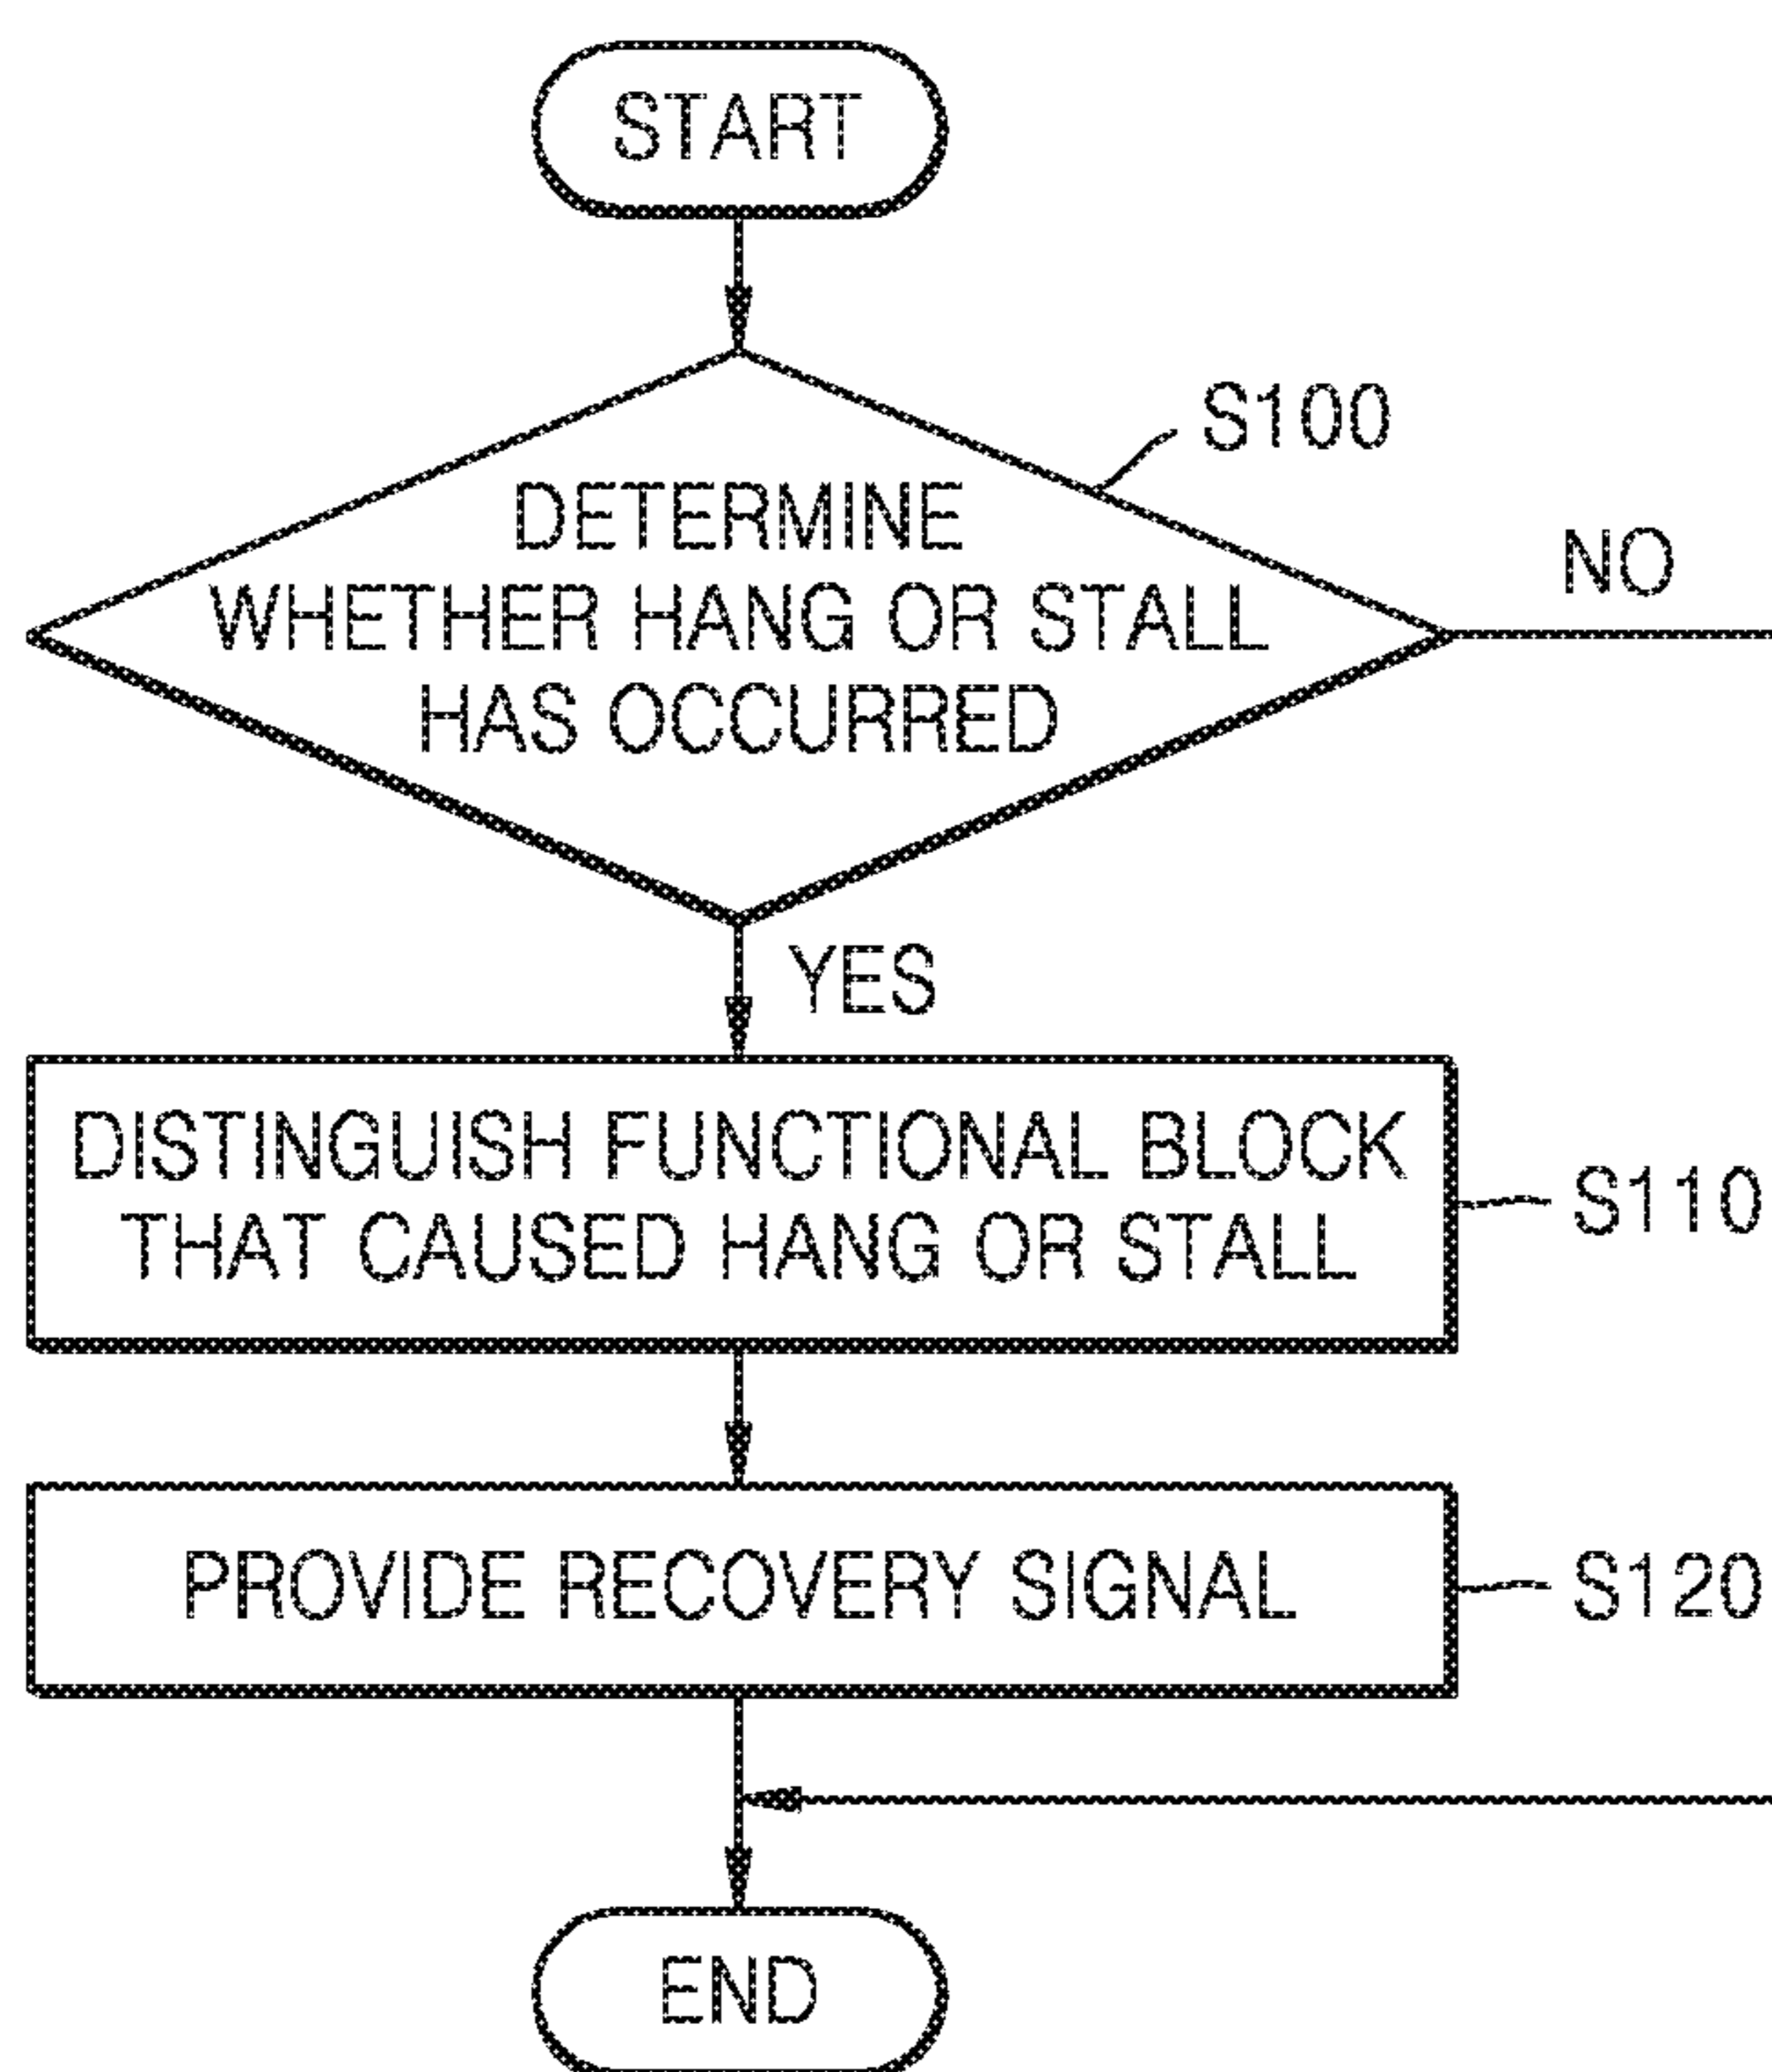 START
S100
DETERMINE
WHETHER HANG OR STALL
HAS OCCURRED
NO
YES
DISTINGUISH FUNCTIONAL BLOCK
THAT CAUSED HANG OR STALL
S110
PROVIDE RECOVERY SIGNAL
S120
END